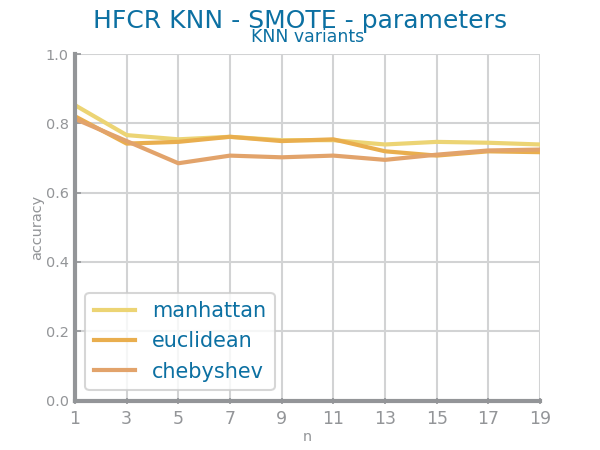 HFCR KNN - SMOTE - parameters
KNN variants
1.0
0.8
0.6
0.4
0.2
0.0
accuracy
manhattan
euclidean
chebyshev
1 3 5 7 9 11 13 15 17 19
n